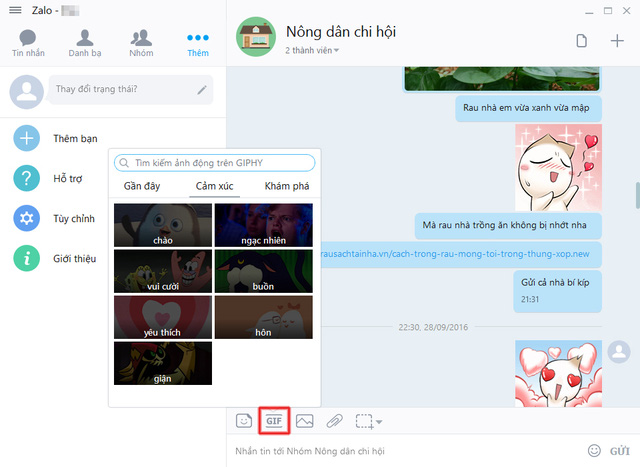 Zalo -
Tin nhắn
Danh bạ
Nhóm
Thêm
Thay đổi trạng thái?
Thêm bạn
Hỗ trợ
Tùy chỉnh
Giới thiệu
Tìm kiếm ảnh động trên GIPHY
Gần đây
Cảm xúc
Khám phá
chào
ngạc nhiên
vui cười
buồn
yêu thích
hôn
giận
Nông dân chi hội
2 thành viên
Rau nhà em vừa xanh vừa mập
Mà rau nhà trồng ăn không bị nhớt nha
rausachtainha.vn/cach-trong-rau-mong-toi-trong-thung-xop.new
Gửi cả nhà bí kíp
21:31
22:30, 28/09/2016
GIF
Nhắn tin tới Nhóm Nông dân chi hội
GỬI